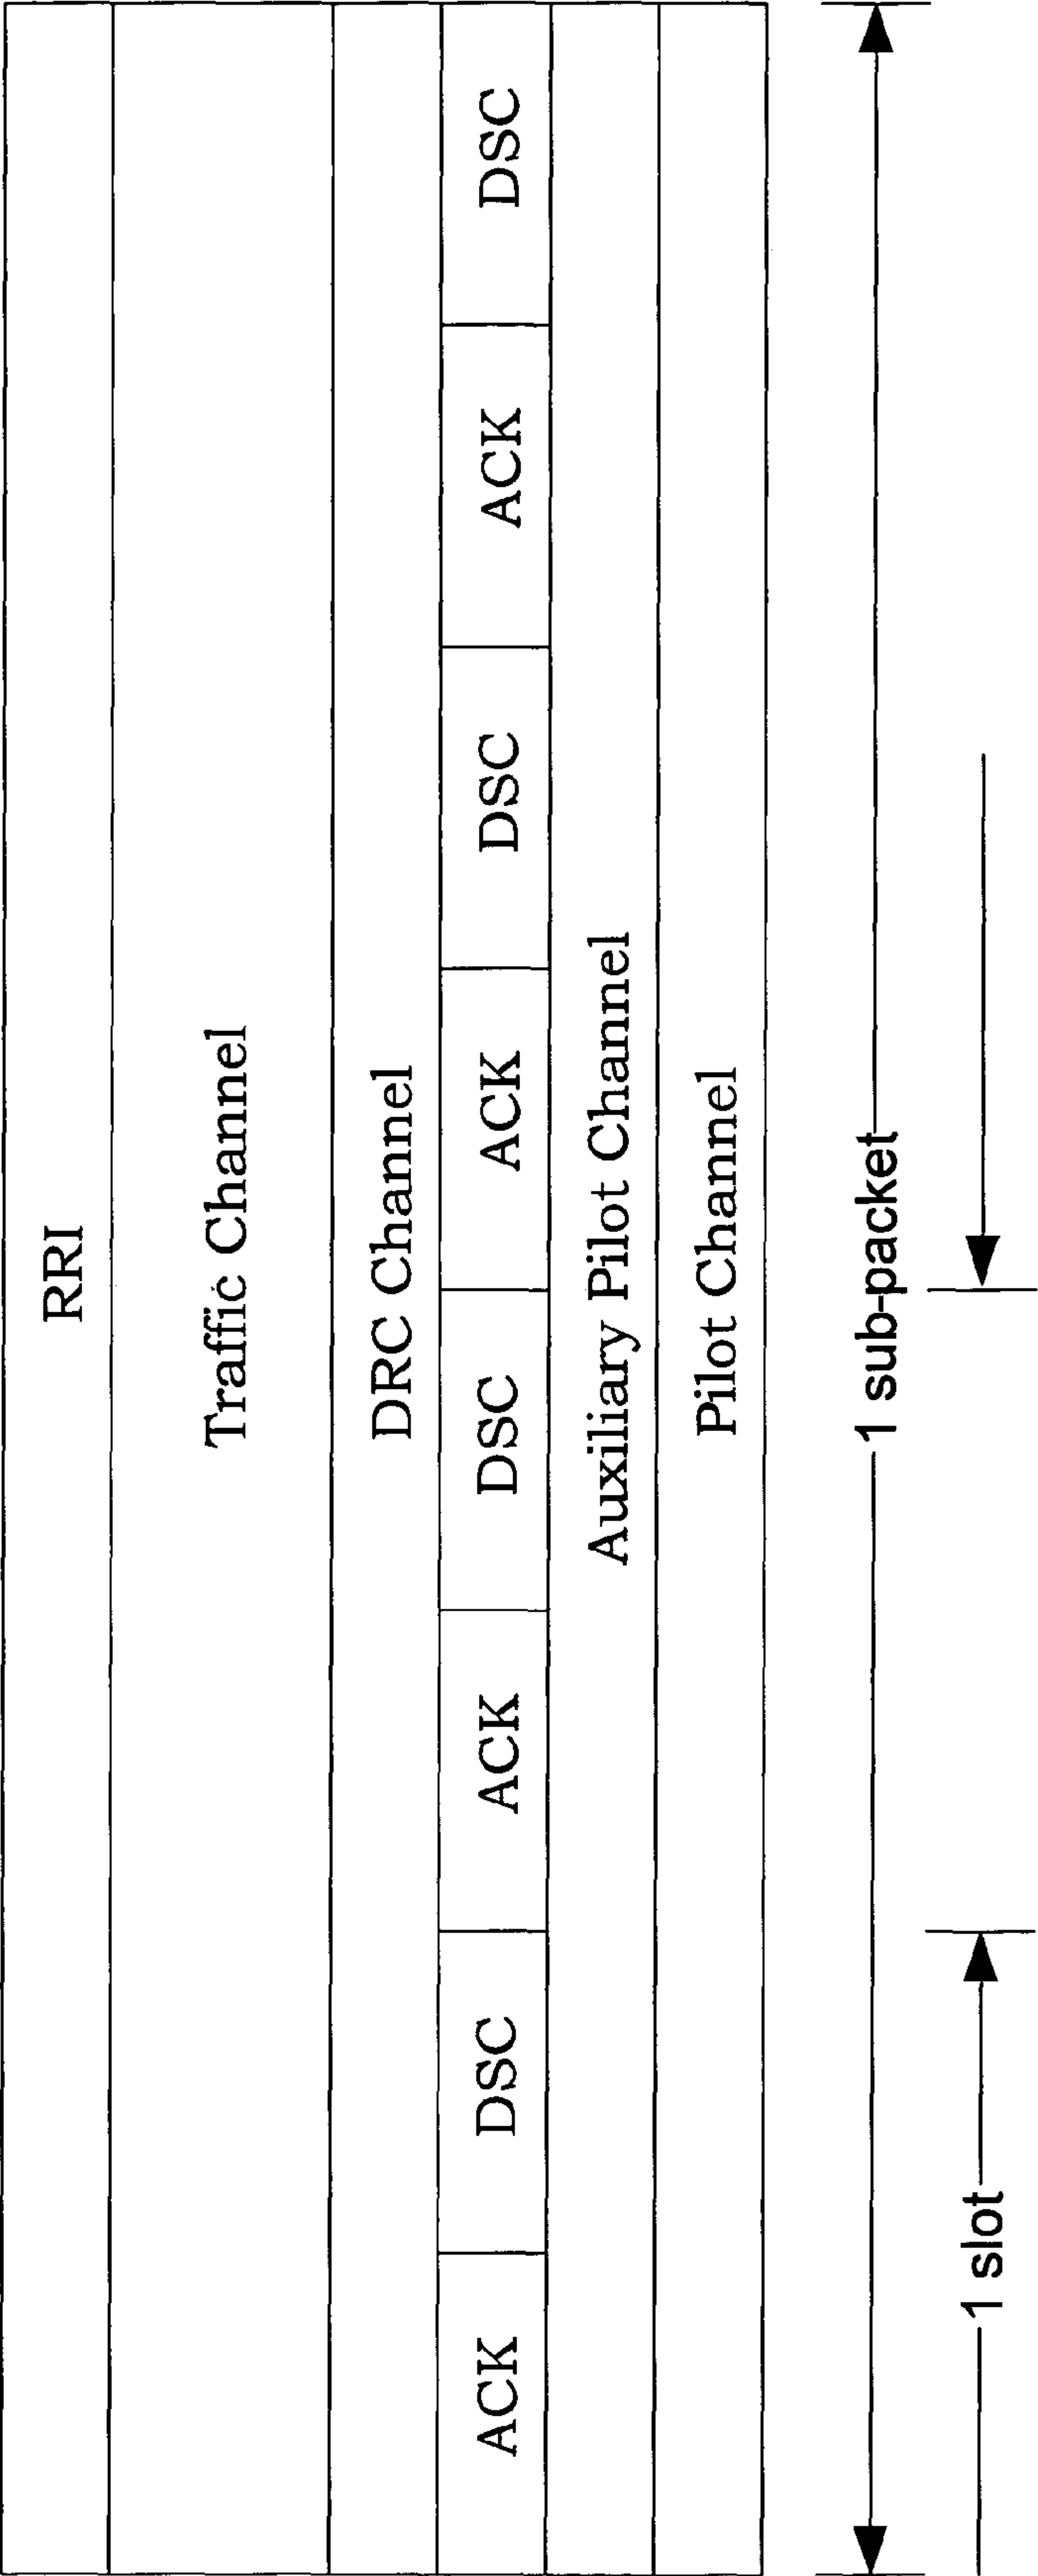 RRI
Traffic Channel
DRC Channel
ACK DSC ACK DSC ACK DSC ACK DSC
Auxiliary Pilot Channel
Pilot Channel
1 sub-packet
1 slot